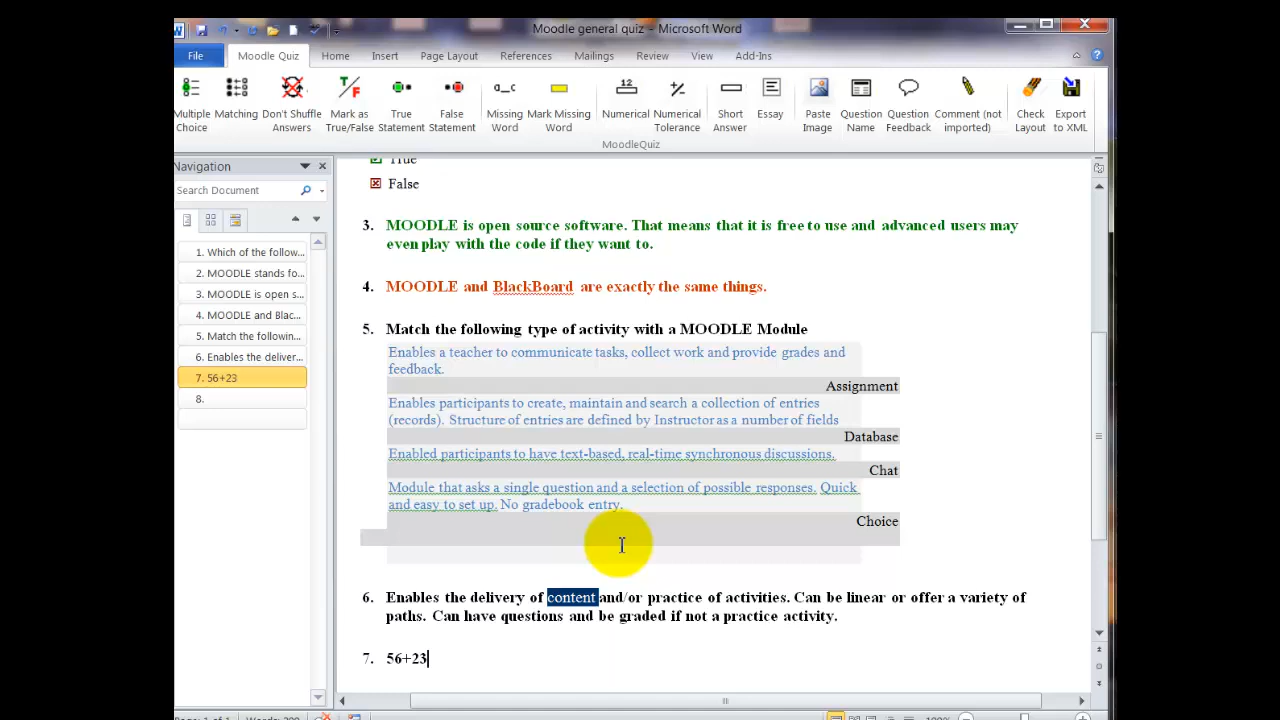 W
Moodle general quiz - Microsoft Word
File Moodle Quiz Home Insert Page Layout References Mailings Review View Add-Ins
Multiple Choice
Matching
Don't Shuffle Answers
T/F
Mark as True/False
True Statement
False Statement
a_c
Missing Word
Mark Missing Word
12
Numerical
Numerical Tolerance
Short Answer
Essay
Paste Image
Question Name
Question Feedback
Comment (not imported)
Check Layout
Export to XML
MoodleQuiz
Navigation
Search Document
1. Which of the follow...
2. MOODLE stands fo...
3. MOODLE is open s...
4. MOODLE and Blac...
5. Match the followin...
6. Enables the deliver...
7. 56+23
8.
True
False
3. MOODLE is open source software. That means that it is free to use and advanced users may
even play with the code if they want to.
4. MOODLE and BlackBoard are exactly the same things.
5. Match the following type of activity with a MOODLE Module
Enables a teacher to communicate tasks, collect work and provide grades and
feedback.
Assignment
Enables participants to create, maintain and search a collection of entries
(records). Structure of entries are defined by Instructor as a number of fields
Database
Enabled participants to have text-based, real-time synchronous discussions.
Chat
Module that asks a single question and a selection of possible responses. Quick
and easy to set up. No gradebook entry.
Choice
6. Enables the delivery of content and/or practice of activities. Can be linear or offer a variety of
paths. Can have questions and be graded if not a practice activity.
7. 56+23